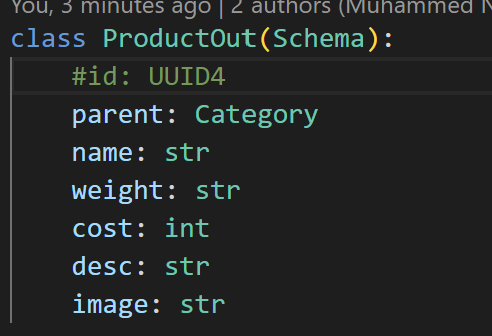 You, 3 minutes ago | 2 authors (Muhammed N
class ProductOut(Schema):
    #id: UUID4
    parent: Category
    name: str
    weight: str
    cost: int
    desc: str
    image: str